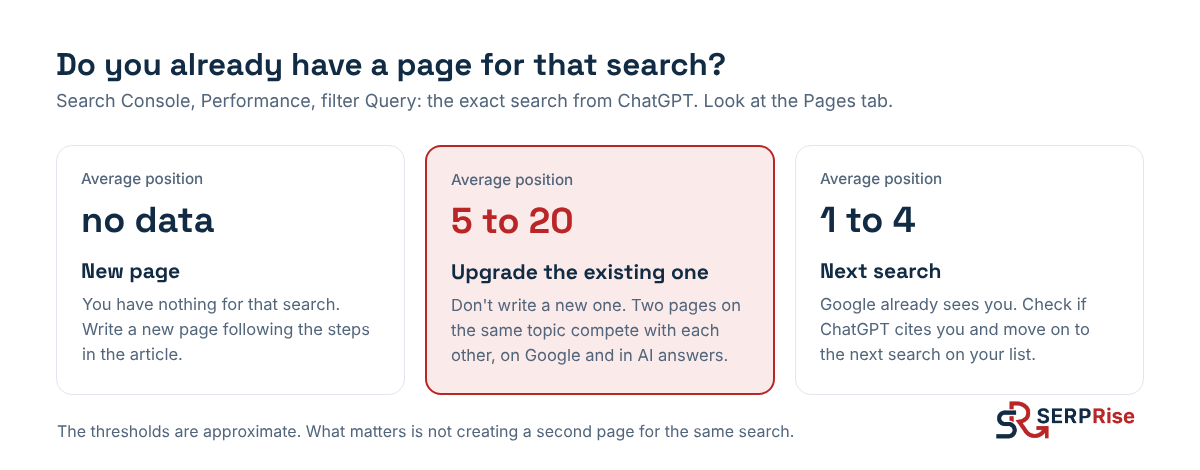 Do you already have a page for that search?
Search Console, Performance, filter Query: the exact search from ChatGPT. Look at the Pages tab.
Average position
no data
New page
You have nothing for that search.
Write a new page following the steps
in the article.
Average position
5 to 20
Upgrade the existing one
Don't write a new one. Two pages on
the same topic compete with each
other, on Google and in AI answers.
Average position
1 to 4
Next search
Google already sees you. Check if
ChatGPT cites you and move on to
the next search on your list.
The thresholds are approximate. What matters is not creating a second page for the same search.
SERPRise